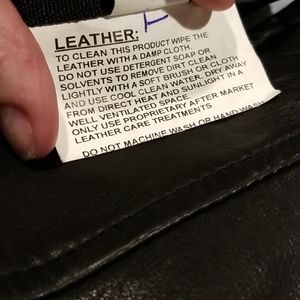 LEATHER:
TO CLEAN THIS PRODUCT WIPE THE
LEATHER WITH A DAMP CLOTH.
DO NOT USE DETERGENT SOAP OR
SOLVENTS TO REMOVE DIRT CLEAN
LIGHTLY WITH A SOFT BRUSH OR CLOTH
AND USE COOL CLEAN WATER. DRY AWAY
FROM DIRECT HEAT AND SUNLIGHT IN A
WELL VENTILATED SPACE.
ONLY USE PROPRIETARY AFTER MARKET
LEATHER CARE TREATMENTS
DO NOT MACHINE WASH OR HAND WASH